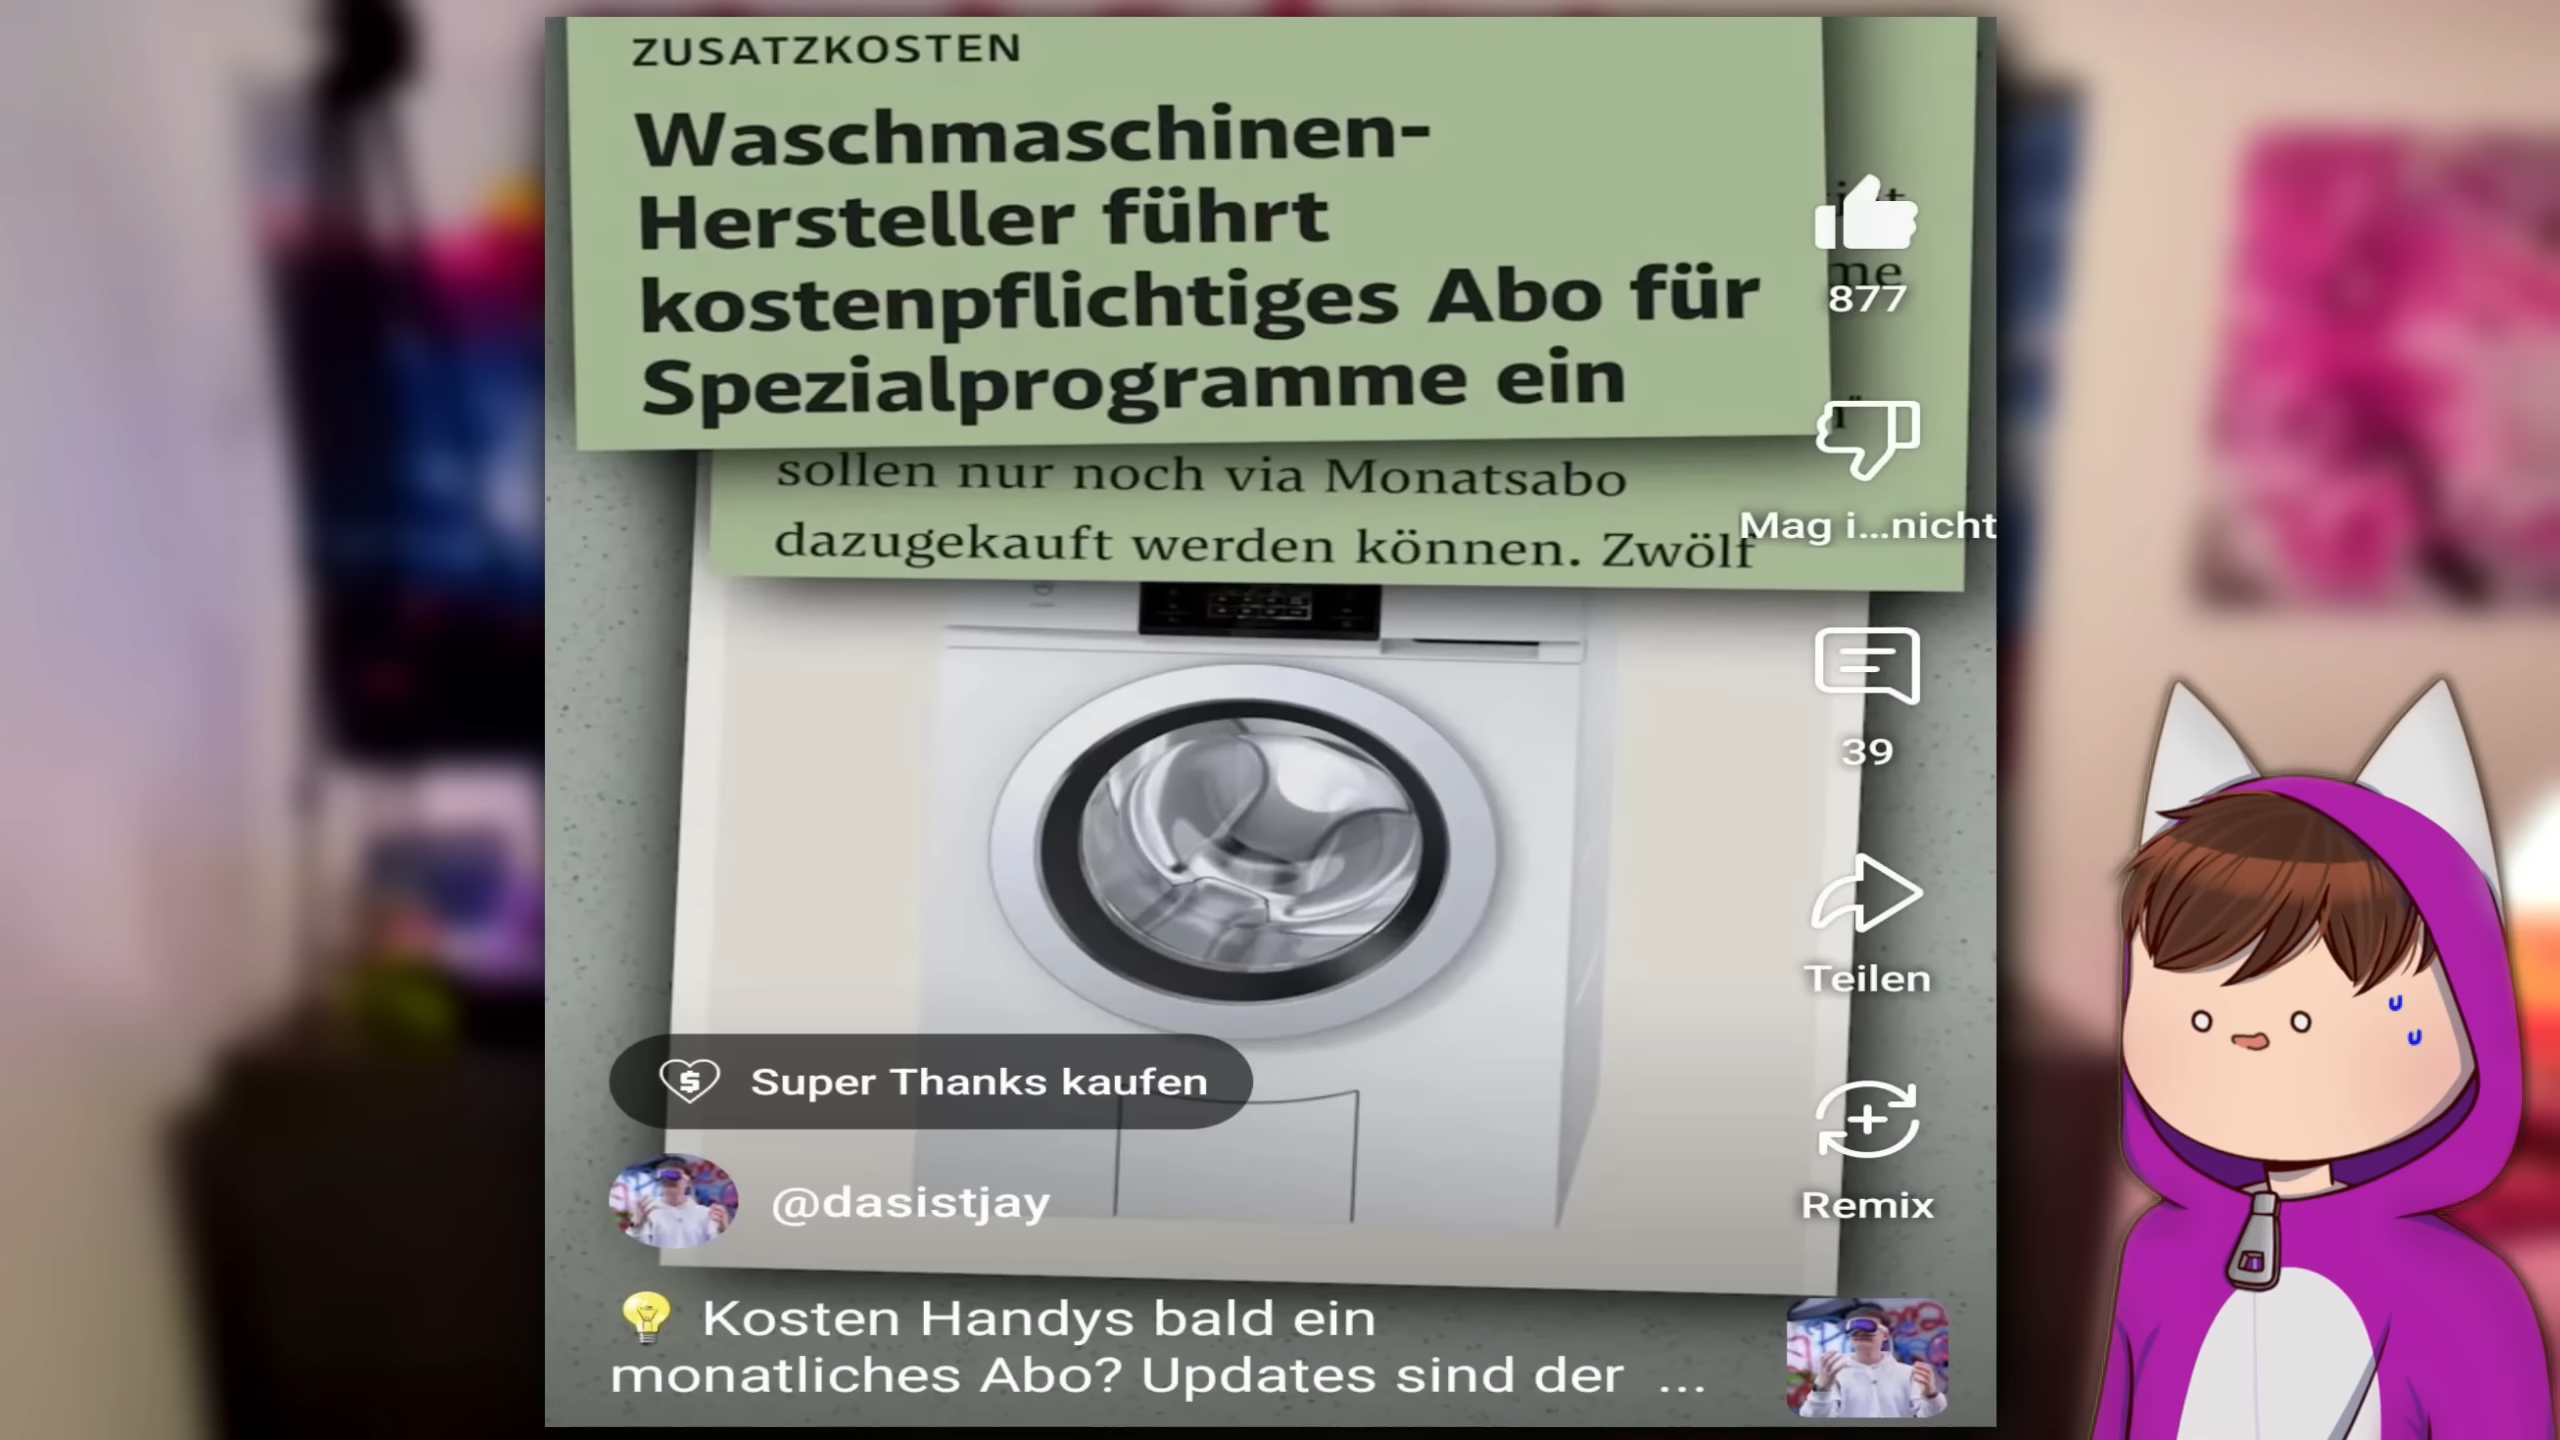 ZUSATZKOSTEN
Waschmaschinen-
Hersteller führt
kostenpflichtiges Abo für
Spezialprogramme ein
sollen nur noch via Monatsabo
dazugekauft werden können. Zwölf
877
Mag i...nicht
39
Teilen
Remix
Super Thanks kaufen
@dasistjay
💡 Kosten Handys bald ein
monatliches Abo? Updates sind der ...